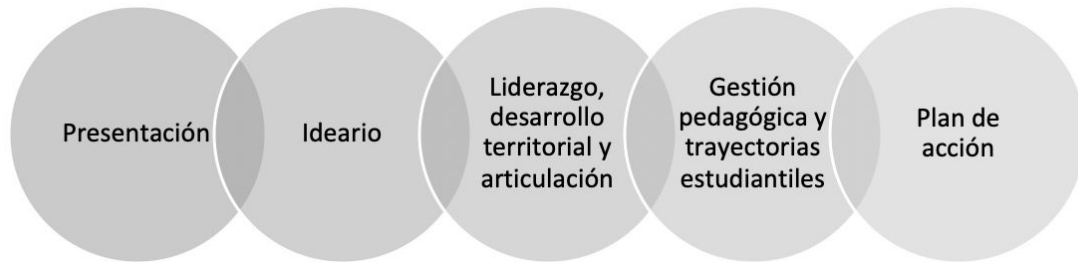 Presentación
Ideario
Liderazgo,
desarrollo
territorial y
articulación
Gestión
pedagógica y
trayectorias
estudiantiles
Plan de
acción